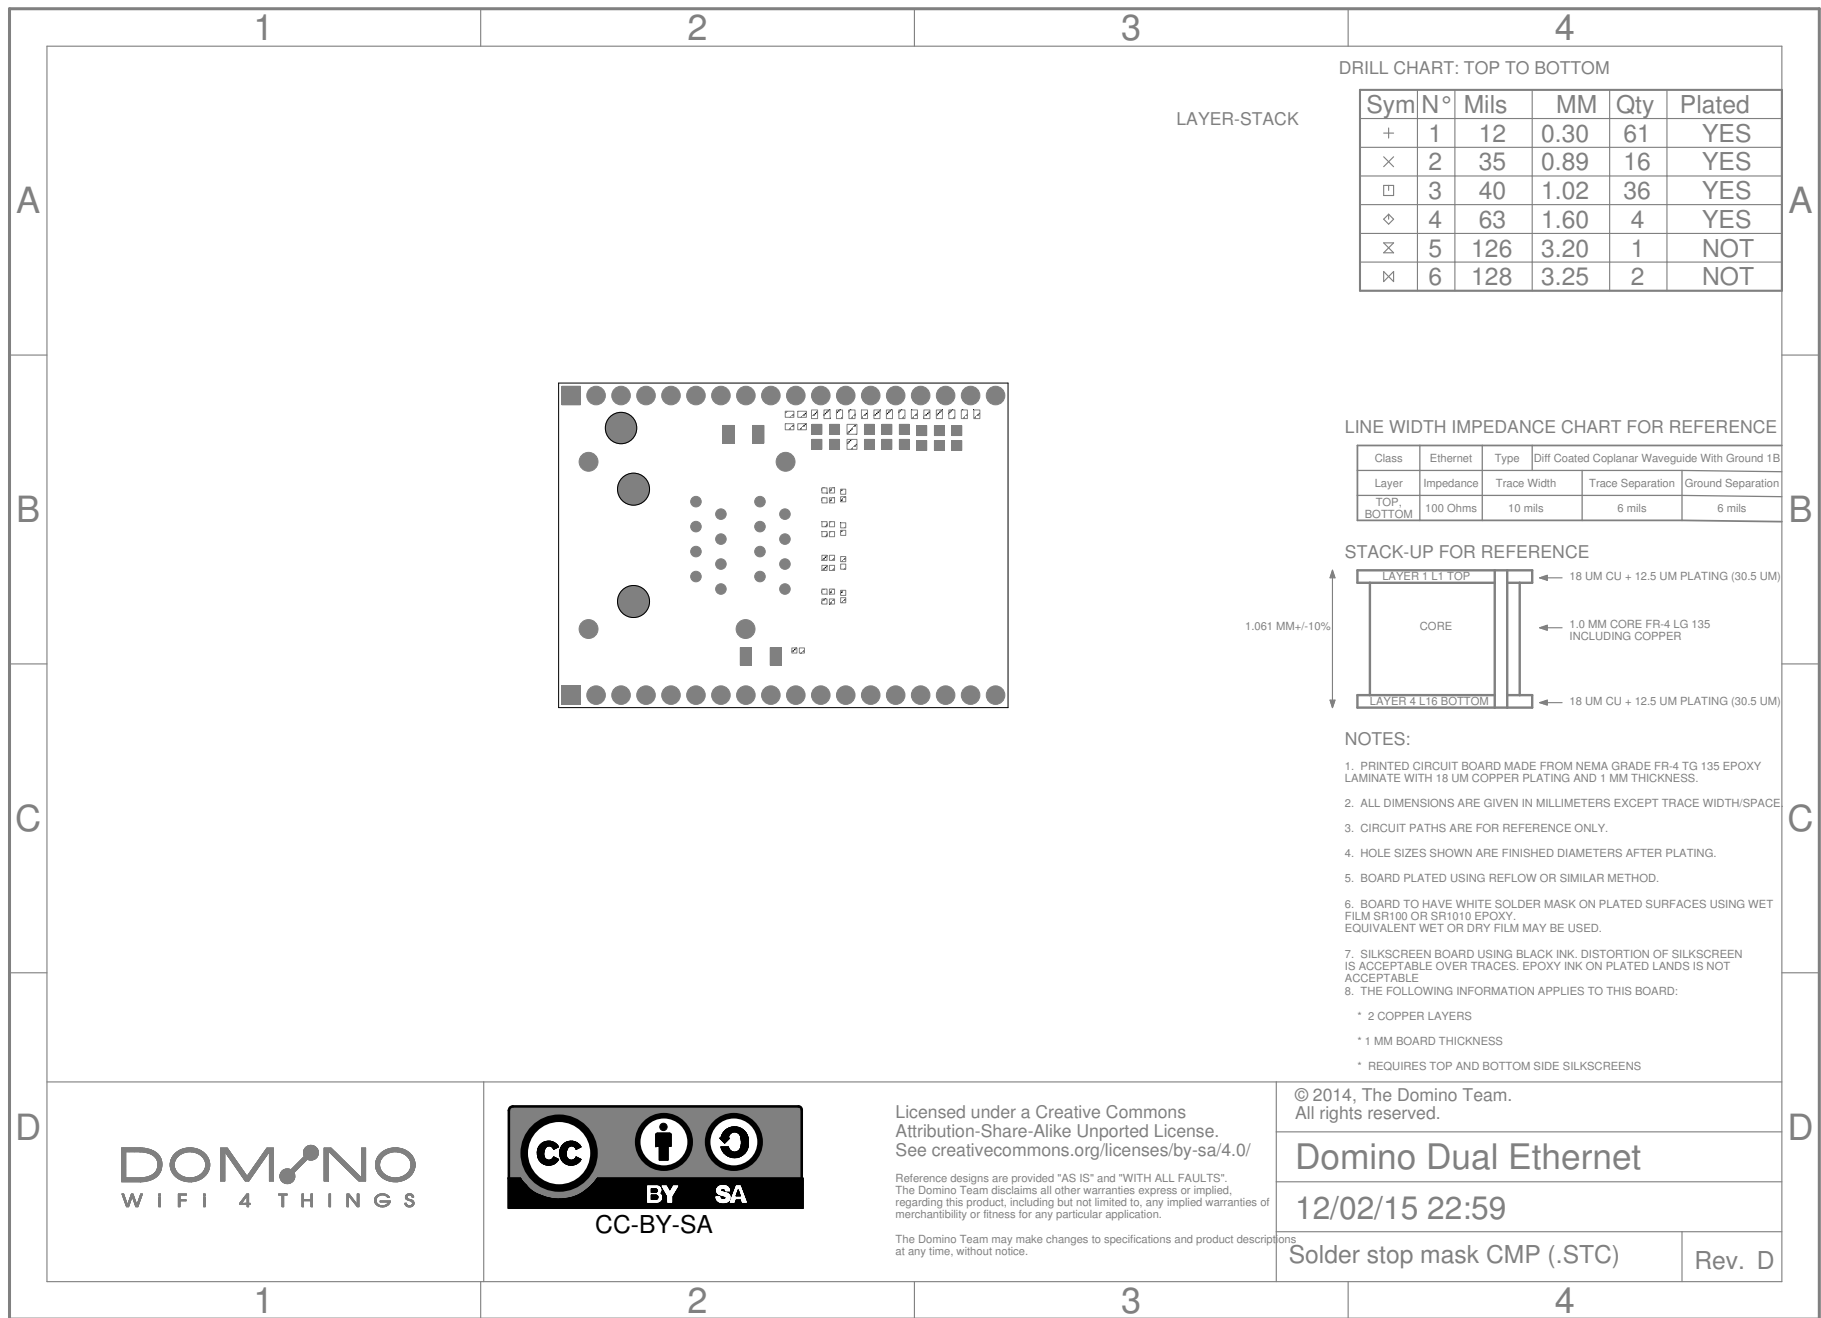 1 2 3 4
A
B
C
D
LAYER-STACK
DRILL CHART: TOP TO BOTTOM
Sym N° Mils MM Qty Plated
+ 1 12 0.30 61 YES
× 2 35 0.89 16 YES
3 40 1.02 36 YES
4 63 1.60 4 YES
5 126 3.20 1 NOT
6 128 3.25 2 NOT
A
B
C
D
LINE WIDTH IMPEDANCE CHART FOR REFERENCE
Class Ethernet Type Diff Coated Coplanar Waveguide With Ground 1B
Layer Impedance Trace Width Trace Separation Ground Separation
TOP,
BOTTOM 100 Ohms 10 mils 6 mils 6 mils
STACK-UP FOR REFERENCE
LAYER 1 L1 TOP
18 UM CU + 12.5 UM PLATING (30.5 UM)
1.061 MM+/-10%
CORE
1.0 MM CORE FR-4 LG 135
INCLUDING COPPER
LAYER 4 L16 BOTTOM
18 UM CU + 12.5 UM PLATING (30.5 UM)
NOTES:
1. PRINTED CIRCUIT BOARD MADE FROM NEMA GRADE FR-4 TG 135 EPOXY
LAMINATE WITH 18 UM COPPER PLATING AND 1 MM THICKNESS.
2. ALL DIMENSIONS ARE GIVEN IN MILLIMETERS EXCEPT TRACE WIDTH/SPACE
3. CIRCUIT PATHS ARE FOR REFERENCE ONLY.
4. HOLE SIZES SHOWN ARE FINISHED DIAMETERS AFTER PLATING.
5. BOARD PLATED USING REFLOW OR SIMILAR METHOD.
6. BOARD TO HAVE WHITE SOLDER MASK ON PLATED SURFACES USING WET
FILM SR100 OR SR1010 EPOXY.
EQUIVALENT WET OR DRY FILM MAY BE USED.
7. SILKSCREEN BOARD USING BLACK INK. DISTORTION OF SILKSCREEN
IS ACCEPTABLE OVER TRACES. EPOXY INK ON PLATED LANDS IS NOT
ACCEPTABLE
8. THE FOLLOWING INFORMATION APPLIES TO THIS BOARD:
* 2 COPPER LAYERS
* 1 MM BOARD THICKNESS
* REQUIRES TOP AND BOTTOM SIDE SILKSCREENS
DOMINO
WIFI 4 THINGS
CC
BY SA
CC-BY-SA
Licensed under a Creative Commons
Attribution-Share-Alike Unported License.
See creativecommons.org/licenses/by-sa/4.0/
Reference designs are provided "AS IS" and "WITH ALL FAULTS".
The Domino Team disclaims all other warranties express or implied,
regarding this product, including but not limited to, any implied warranties of
merchantibility or fitness for any particular application.
The Domino Team may make changes to specifications and product descriptions
at any time, without notice.
© 2014, The Domino Team.
All rights reserved.
Domino Dual Ethernet
12/02/15 22:59
Solder stop mask CMP (.STC)
Rev. D
1 2 3 4